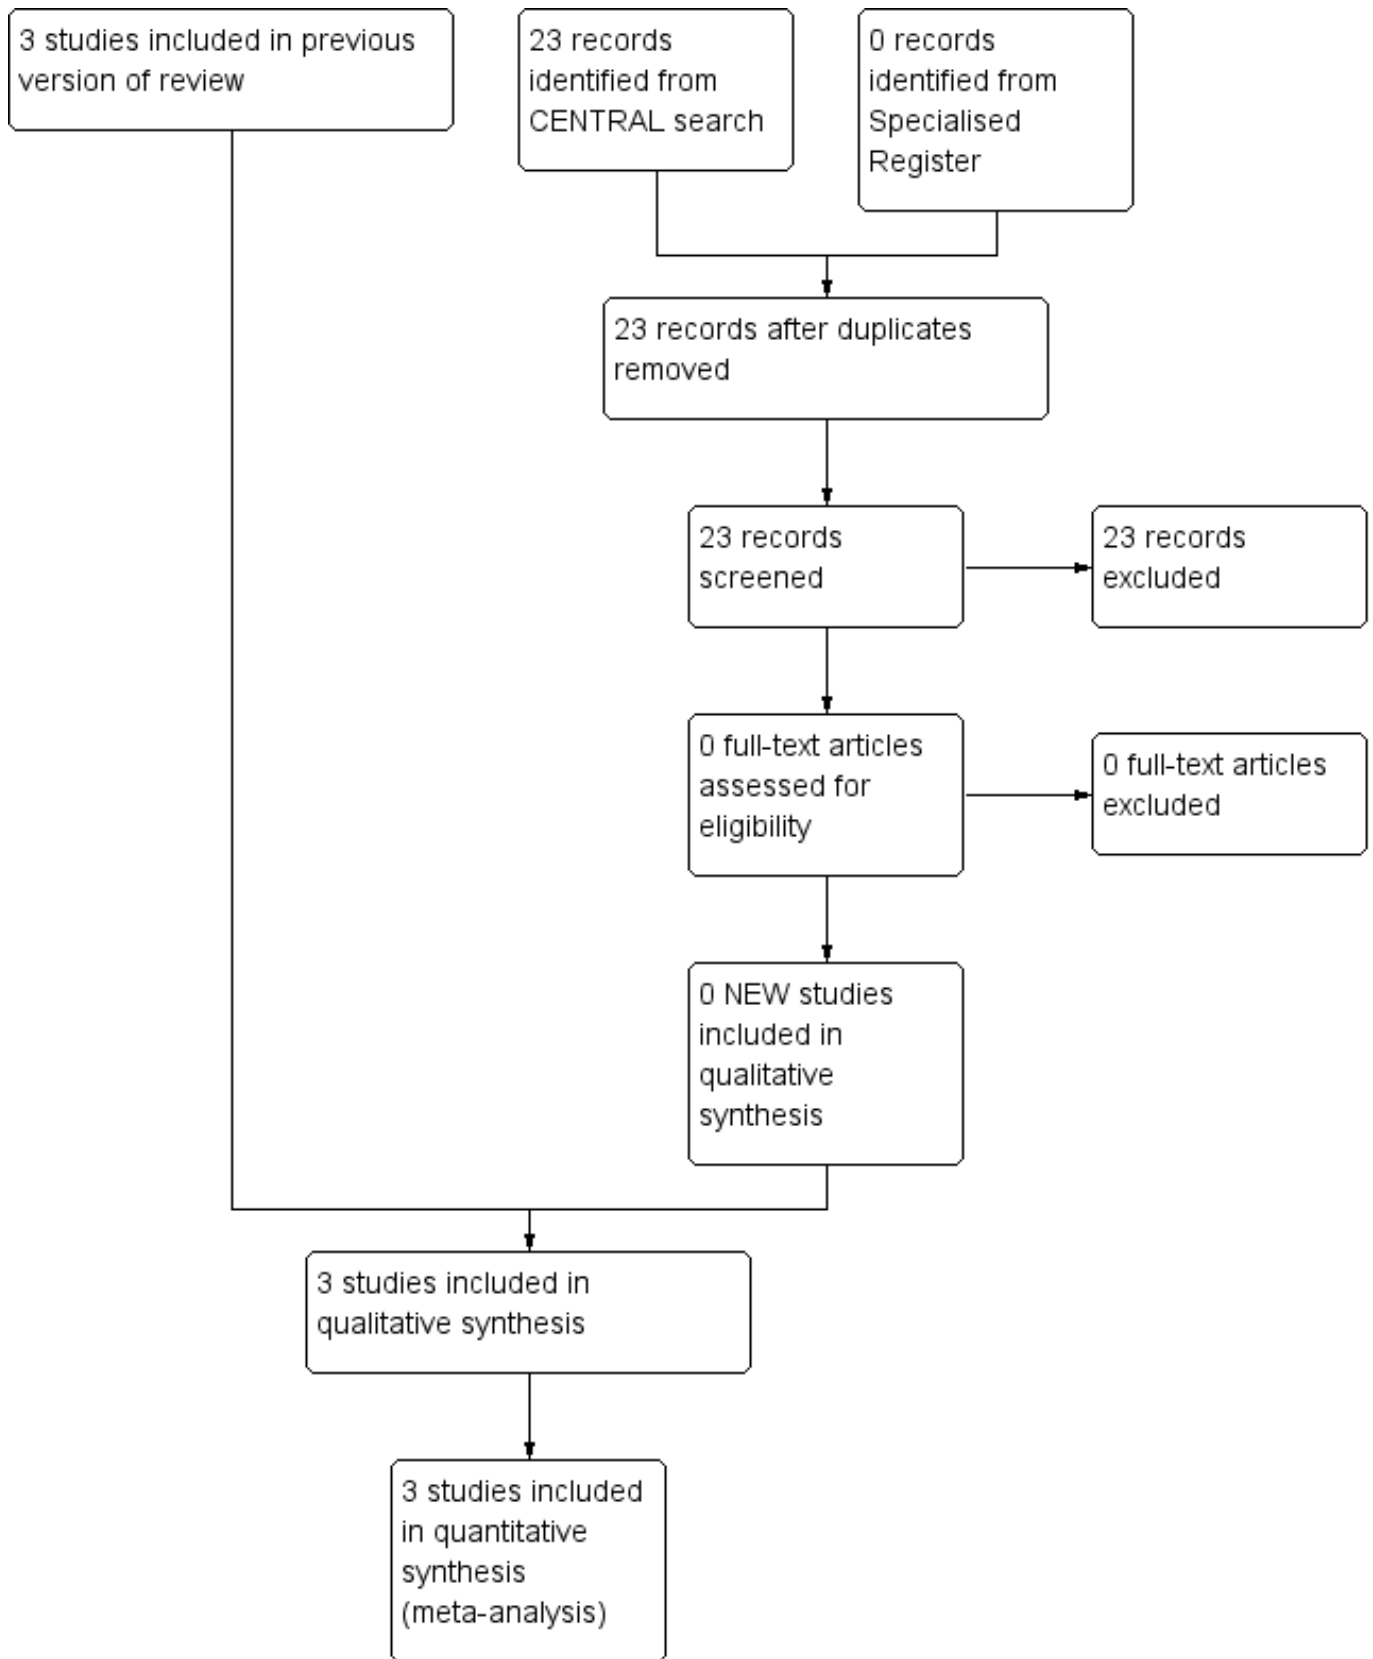 3 studies included in previous
version of review
23 records
identified from
CENTRAL search
0 records
identified from
Specialised
Register
23 records after duplicates
removed
23 records
screened
23 records
excluded
0 full-text articles
assessed for
eligibility
0 full-text articles
excluded
0 NEW studies
included in
qualitative
synthesis
3 studies included in
qualitative synthesis
3 studies included
in quantitative
synthesis
(meta-analysis)